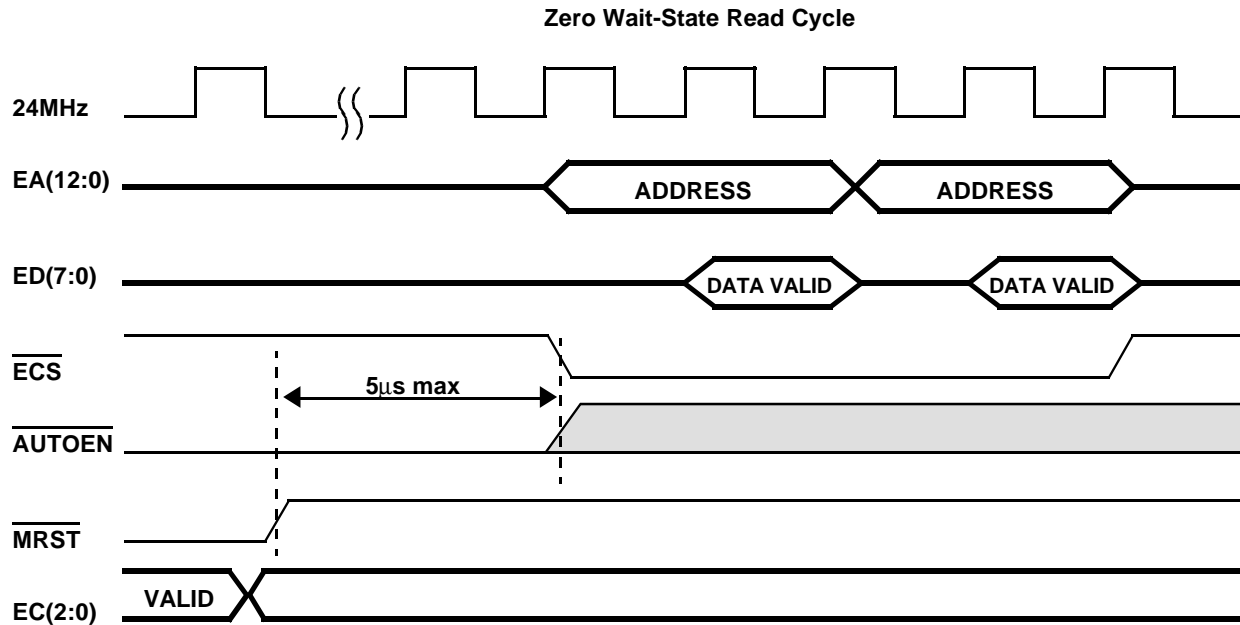 Zero Wait-State Read Cycle
24MHz
EA(12:0)
ADDRESS
ADDRESS
ED(7:0)
DATA VALID
DATA VALID
ECS
5μs max
AUTOEN
MRST
EC(2:0)
VALID